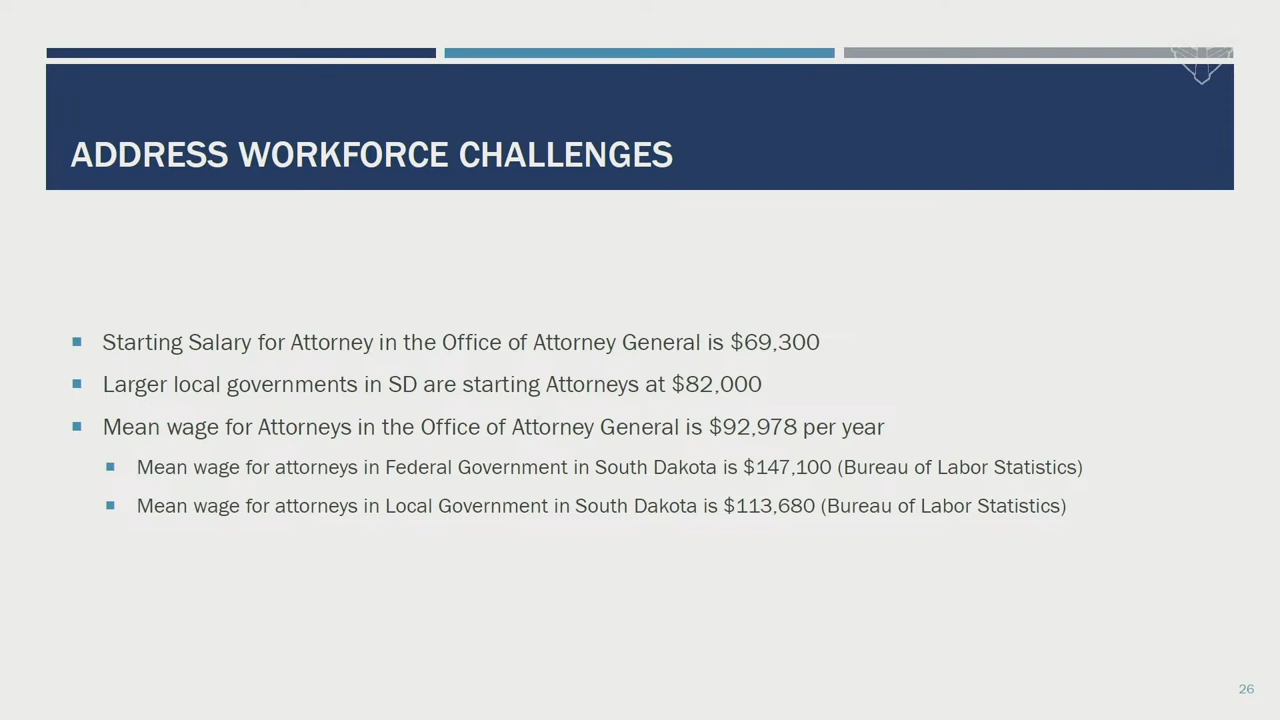 ADDRESS WORKFORCE CHALLENGES
Starting Salary for Attorney in the Office of Attorney General is $69,300
Larger local governments in SD are starting Attorneys at $82,000
Mean wage for Attorneys in the Office of Attorney General is $92,978 per year
Mean wage for attorneys in Federal Government in South Dakota is $147,100 (Bureau of Labor Statistics)
Mean wage for attorneys in Local Government in South Dakota is $113,680 (Bureau of Labor Statistics)
26